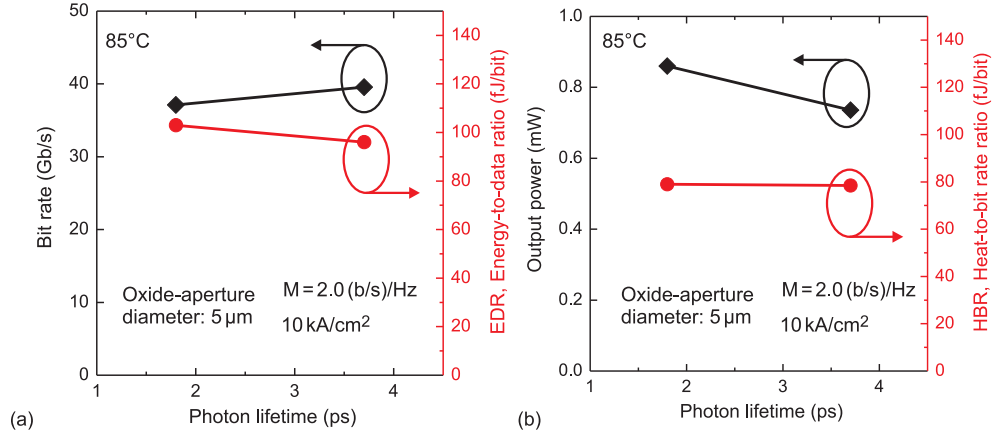 85°C
Bit rate (Gb/s)
50
40
30
20
10
0
1
2
3
4
Photon lifetime (ps)
140
120
100
80
60
40
20
0
EDR, Energy-to-data ratio (fJ/bit)
Oxide-aperture
diameter: 5 μm
M = 2.0 (b/s)/Hz
10 kA/cm²
(a)
85°C
Output power (mW)
1.0
0.8
0.6
0.4
0.2
0.0
1
2
3
4
Photon lifetime (ps)
140
120
100
80
60
40
20
0
HBR, Heat-to-bit rate ratio (fJ/bit)
Oxide-aperture
diameter: 5 μm
M = 2.0 (b/s)/Hz
10 kA/cm²
(b)